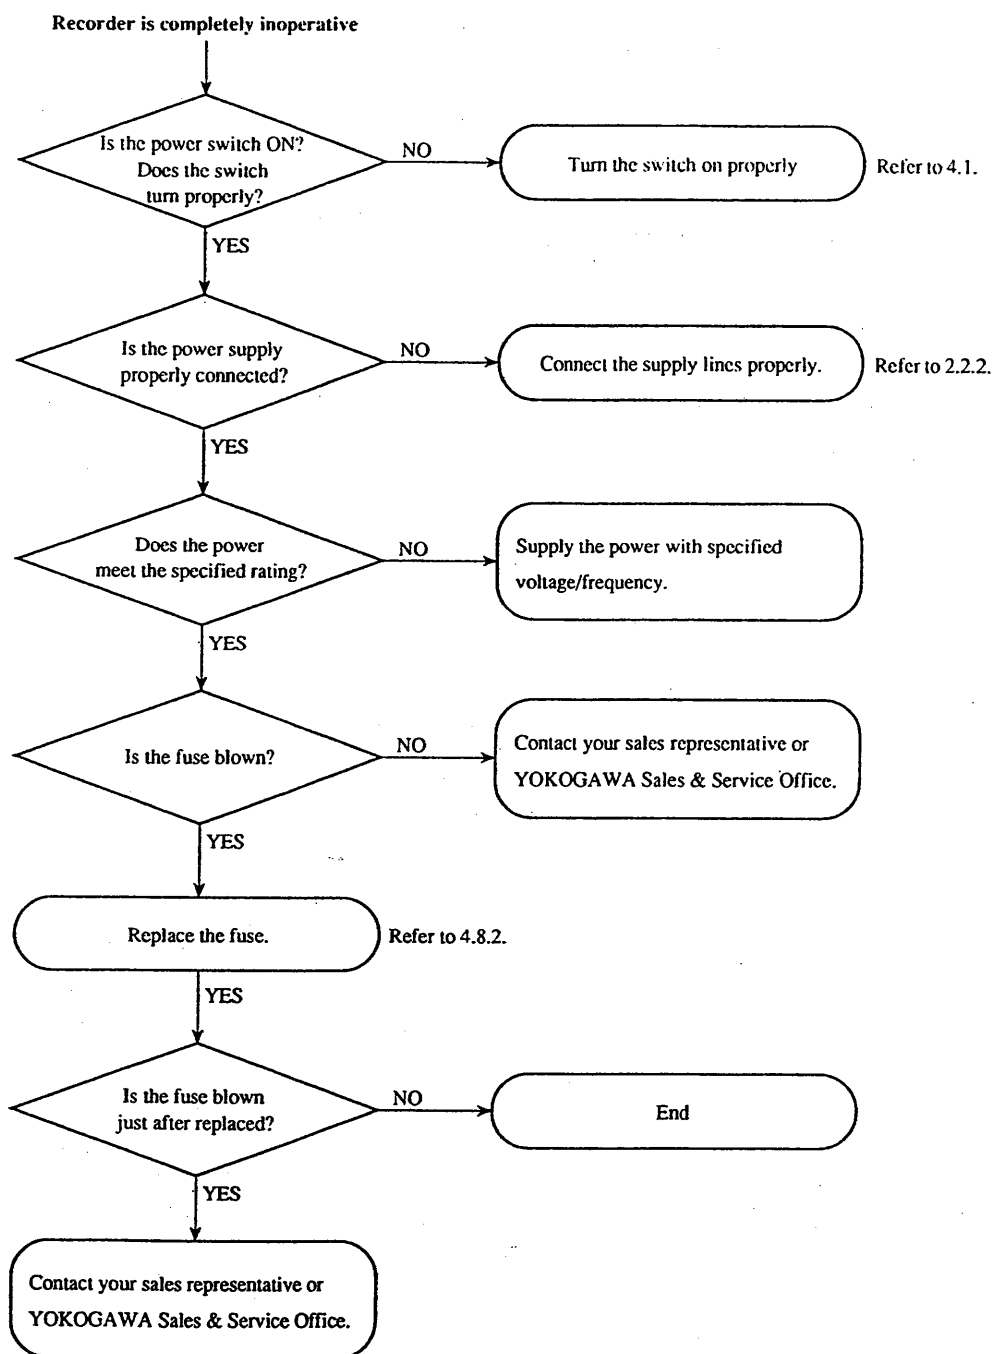 Recorder is completely inoperative
Is the power switch ON?
Does the switch
turn properly?
NO
Turn the switch on properly
Refer to 4.1.
YES
Is the power supply
properly connected?
NO
Connect the supply lines properly.
Refer to 2.2.2.
YES
Does the power
meet the specified rating?
NO
Supply the power with specified
voltage/frequency.
YES
Is the fuse blown?
NO
Contact your sales representative or
YOKOGAWA Sales & Service Office.
YES
Replace the fuse.
Refer to 4.8.2.
YES
Is the fuse blown
just after replaced?
NO
End
YES
Contact your sales representative or
YOKOGAWA Sales & Service Office.